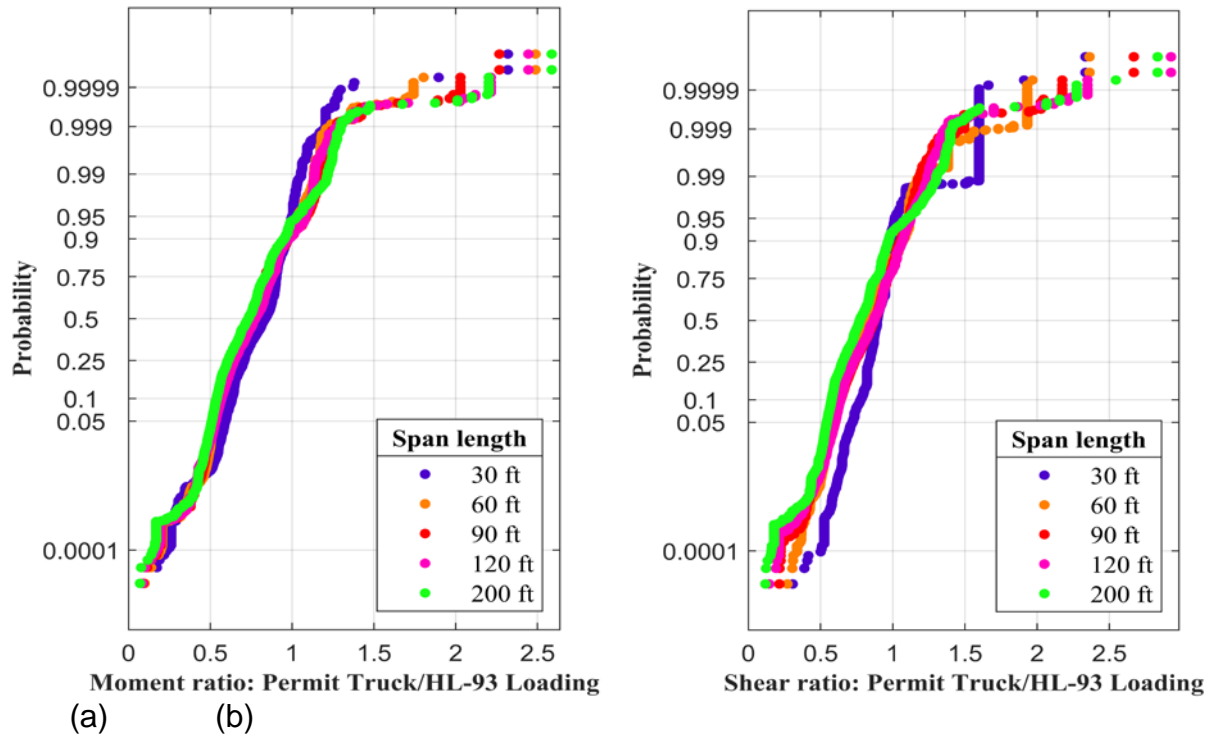 0.9999
0.999
0.99
0.95
0.9
0.75
0.5
0.25
0.1
0.05
0.0001
Probability
Span length
30 ft
60 ft
90 ft
120 ft
200 ft
0 0.5 1 1.5 2 2.5
Moment ratio: Permit Truck/HL-93 Loading
0.9999
0.999
0.99
0.95
0.9
0.75
0.5
0.25
0.1
0.05
0.0001
Probability
Span length
30 ft
60 ft
90 ft
120 ft
200 ft
0 0.5 1 1.5 2 2.5
Shear ratio: Permit Truck/HL-93 Loading
(a) (b)